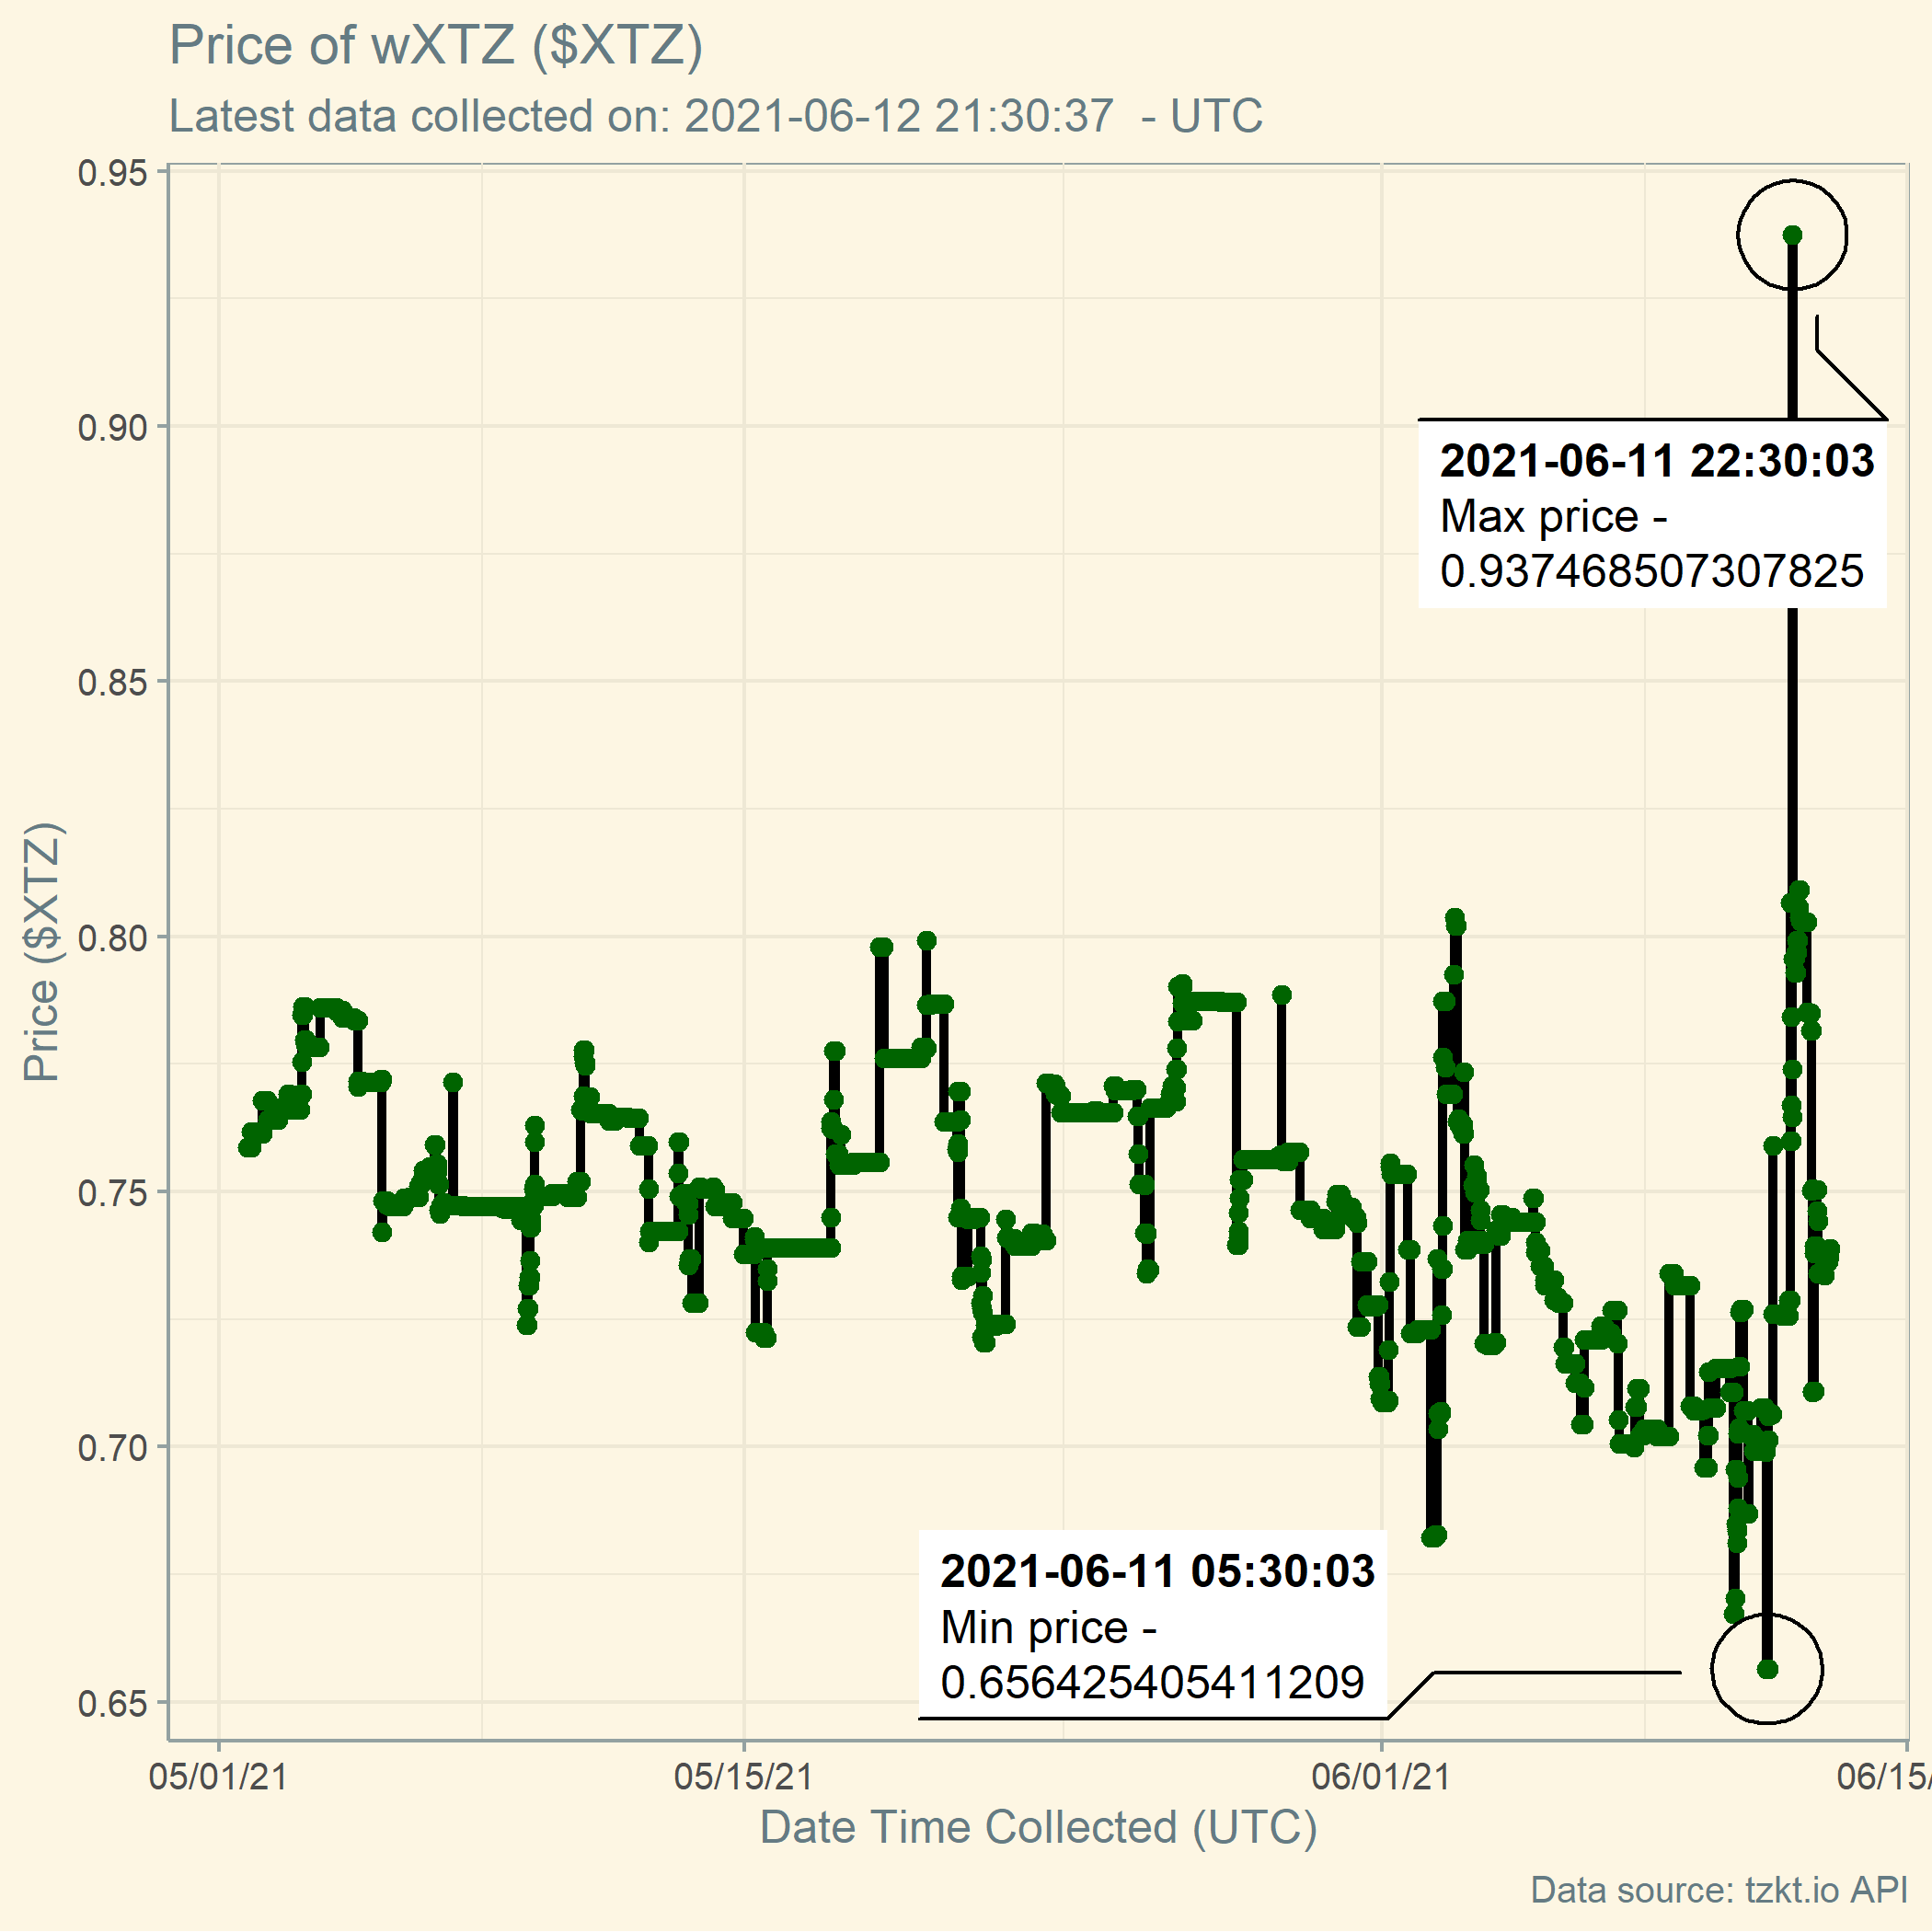 Price of wXTZ ($XTZ)
Latest data collected on: 2021-06-12 21:30:37 - UTC
0.95
0.90
0.85
0.80
0.75
0.70
0.65
Price ($XTZ)
2021-06-11 22:30:03
Max price -
0.937468507307825
2021-06-11 05:30:03
Min price -
0.656425405411209
05/01/21 05/15/21 06/01/21 06/15/
Date Time Collected (UTC)
Data source: tzkt.io API